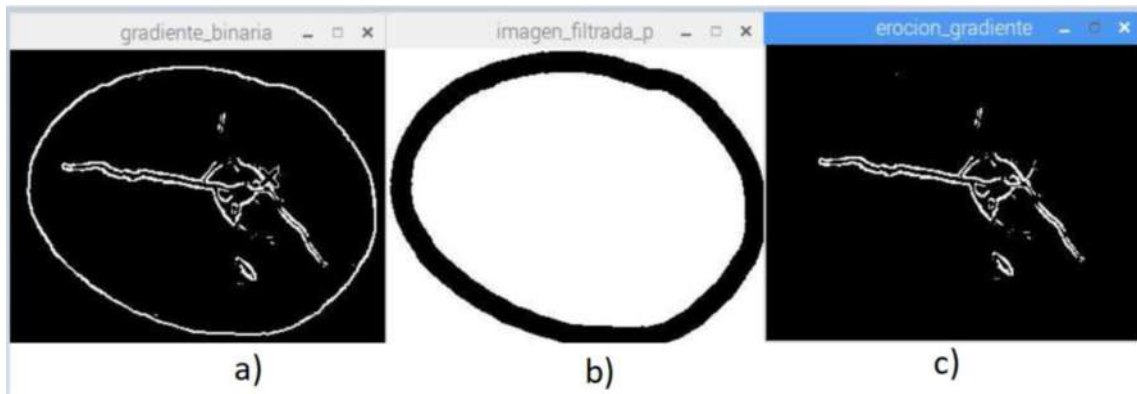 gradiente_binaria
imagen_filtrada_p
erocion_gradiente
a)
b)
c)